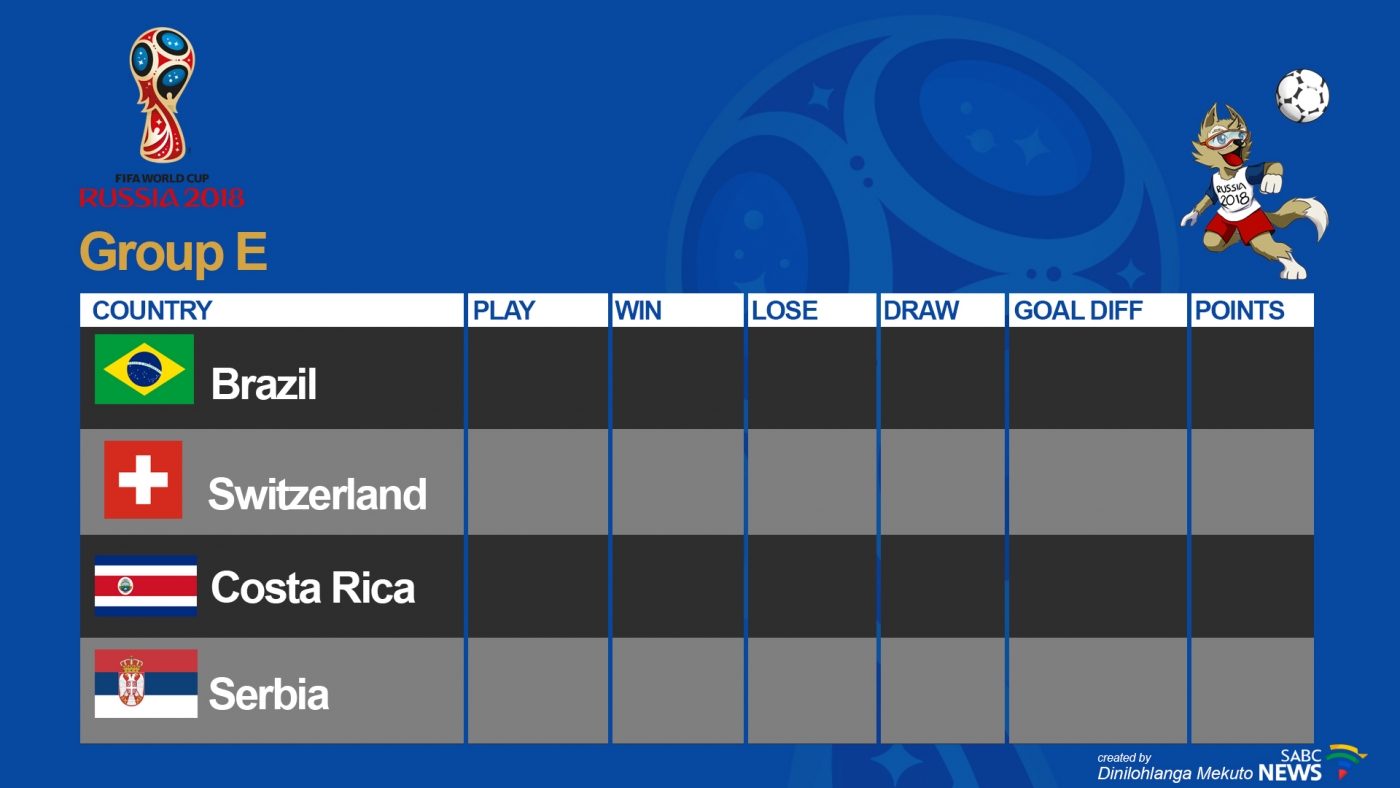 FIFA WORLD CUP
RUSSIA 2018
RUSSIA
2018
Group E
COUNTRY PLAY WIN LOSE DRAW GOAL DIFF POINTS
Brazil
Switzerland
Costa Rica
Serbia
created by
Dinilohlanga Mekuto
SABC
NEWS